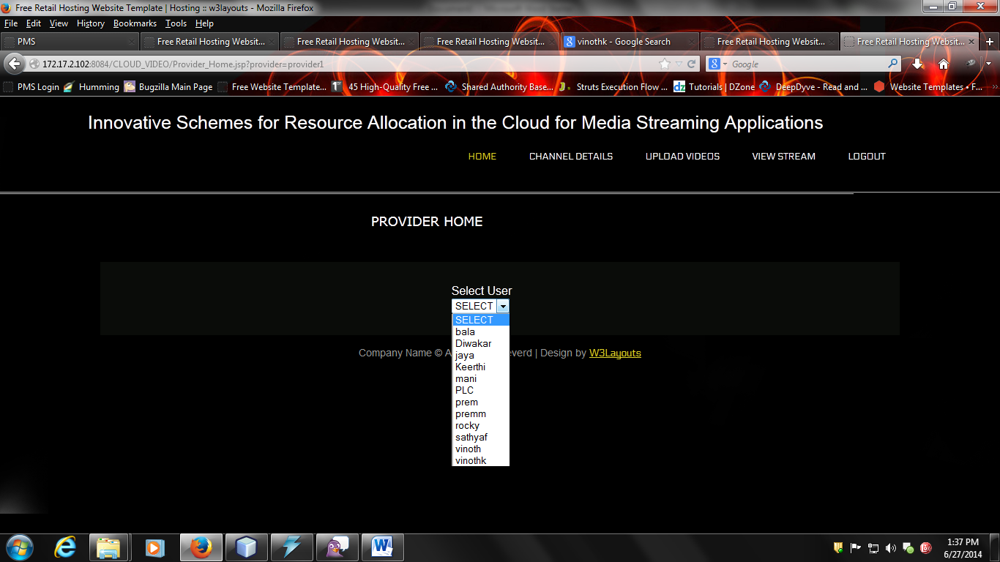 Free Retail Hosting Website Template | Hosting :: w3layouts - Mozilla Firefox
File Edit View History Bookmarks Tools Help
PMS Free Retail Hosting Websit... Free Retail Hosting Websit... Free Retail Hosting Websit... vinothk - Google Search Free Retail Hosting Websit... Free Retail Hosting Websit...
172.17.2.102:8084/CLOUD_VIDEO/Provider_Home.jsp?provider=provider1 Google
PMS Login Humming Bugzilla Main Page Free Website Template... 45 High-Quality Free ... Shared Authority Base... Struts Execution Flow ... Tutorials | DZone DeepDyve - Read and ... Website Templates • F...
Innovative Schemes for Resource Allocation in the Cloud for Media Streaming Applications
HOME CHANNEL DETAILS UPLOAD VIDEOS VIEW STREAM LOGOUT
PROVIDER HOME
Select User
SELECT
SELECT
bala
Diwakar
jaya
Keerthi
mani
PLC
prem
premm
rocky
sathyaf
vinoth
vinothk
Company Name © A everd | Design by W3Layouts
1:37 PM
6/27/2014